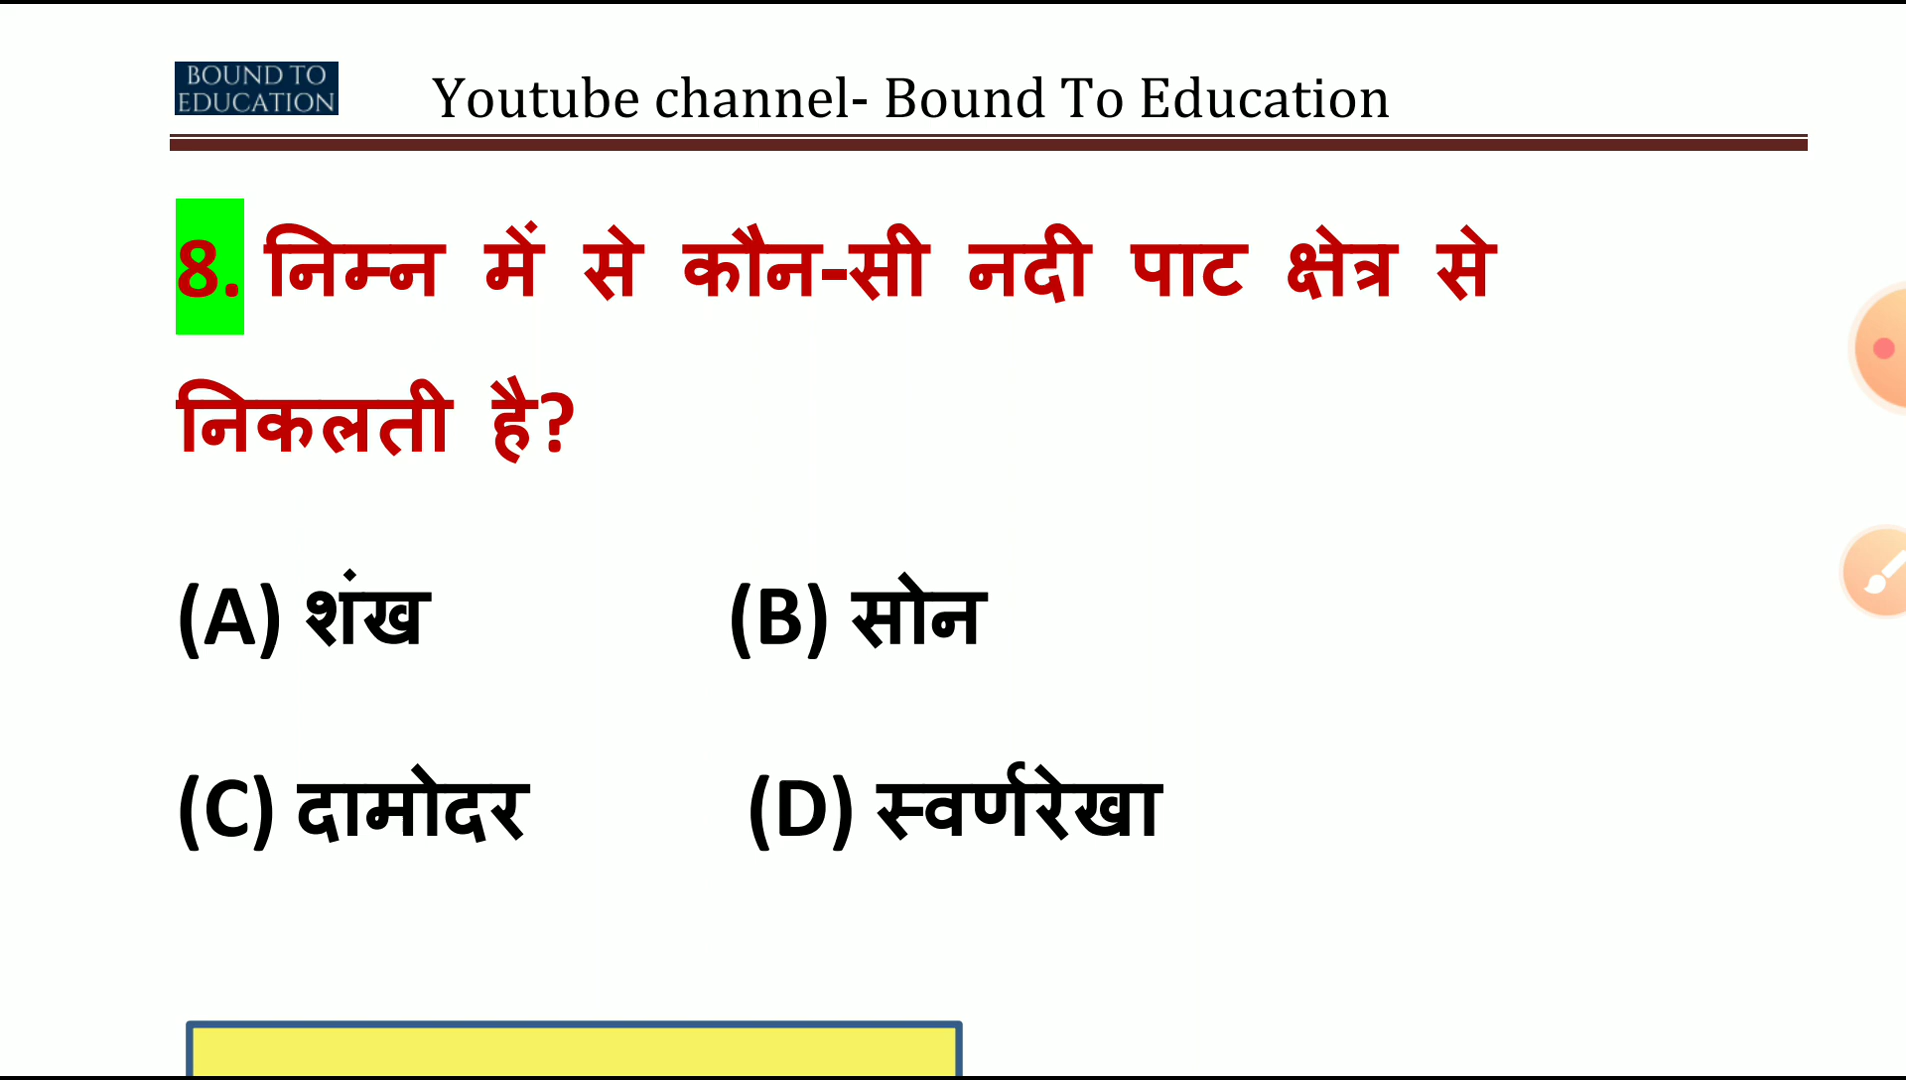 BOUND TO
EDUCATION
Youtube channel- Bound To Education
8. निम्न में से कौन-सी नदी पाट क्षेत्र से
निकलती है?
(A) शंख (B) सोन
(C) दामोदर (D) स्वर्णरेखा